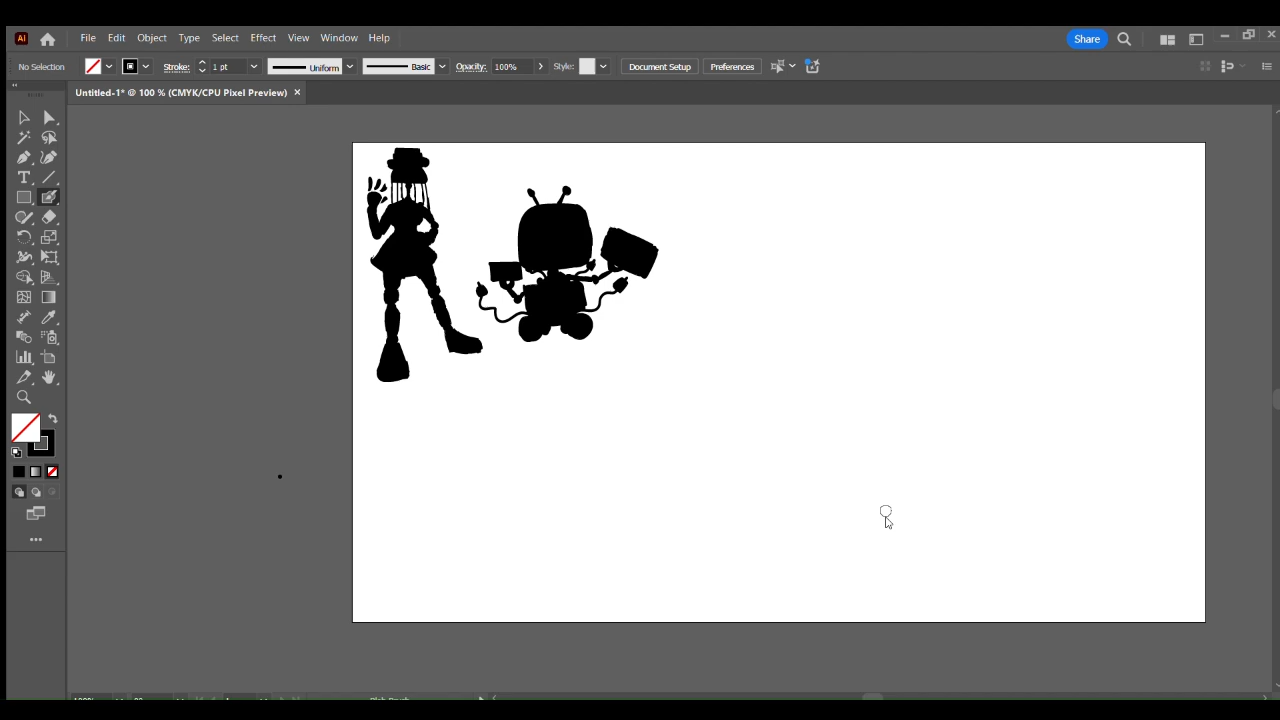 Ai File Edit Object Type Select Effect View Window Help Share
No Selection Stroke: 1 pt Uniform Basic Opacity: 100% Style: Document Setup Preferences
Untitled-1* @ 100 % (CMYK/CPU Pixel Preview) ×